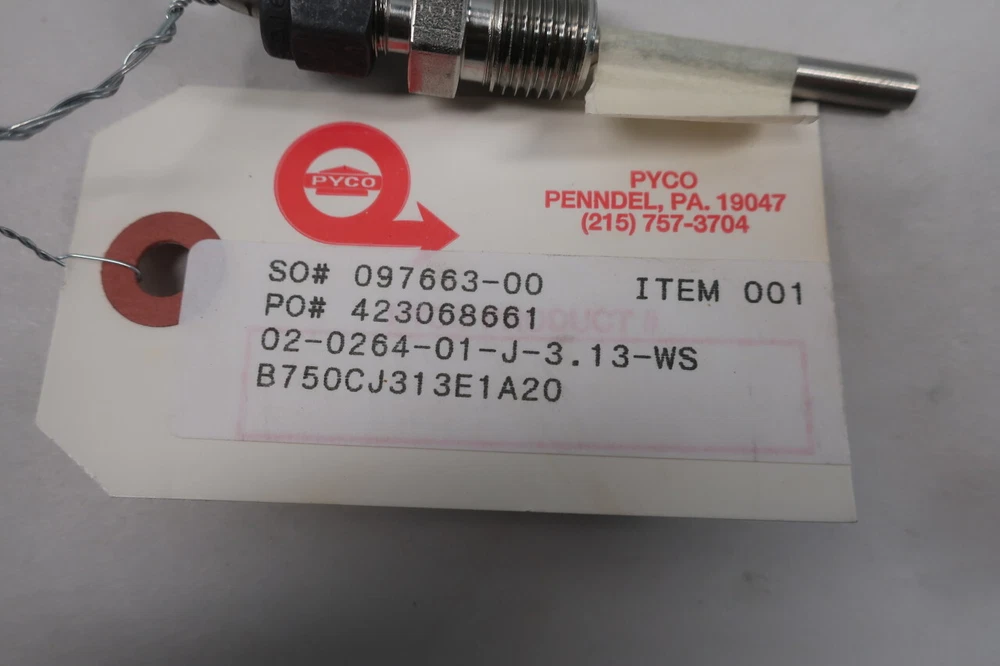 PYCO
PYCO
PENNDEL, PA. 19047
(215) 757-3704
SO# 097663-00 ITEM 001
PO# 423068661
02-0264-01-J-3.13-WS
B750CJ313E1A20